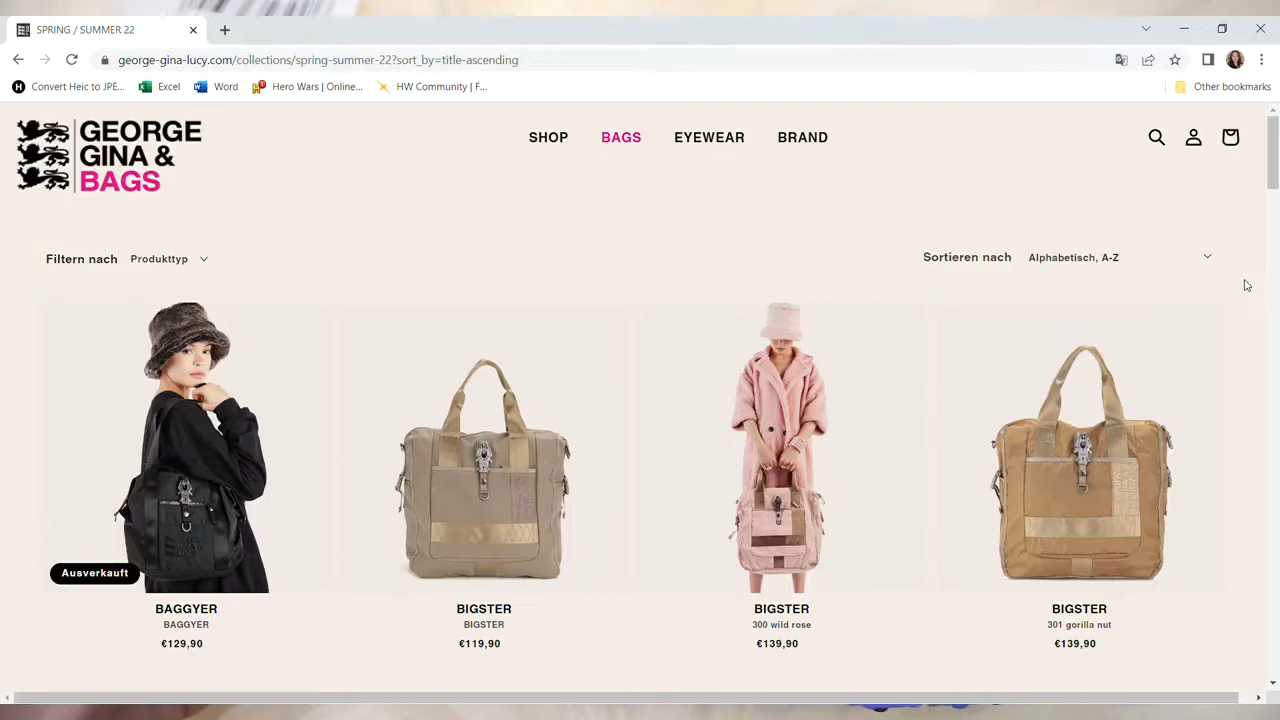 SPRING / SUMMER 22
george-gina-lucy.com/collections/spring-summer-22?sort_by=title-ascending
Convert Heic to JPE... Excel Word Hero Wars | Online... HW Community | F... Other bookmarks
GEORGE
GINA &
BAGS
SHOP BAGS EYEWEAR BRAND
Filtern nach Produkttyp
Sortieren nach Alphabetisch, A-Z
Ausverkauft
BAGGYER BIGSTER BIGSTER BIGSTER
BAGGYER BIGSTER 300 wild rose 301 gorilla nut
€129,90 €119,90 €139,90 €139,90